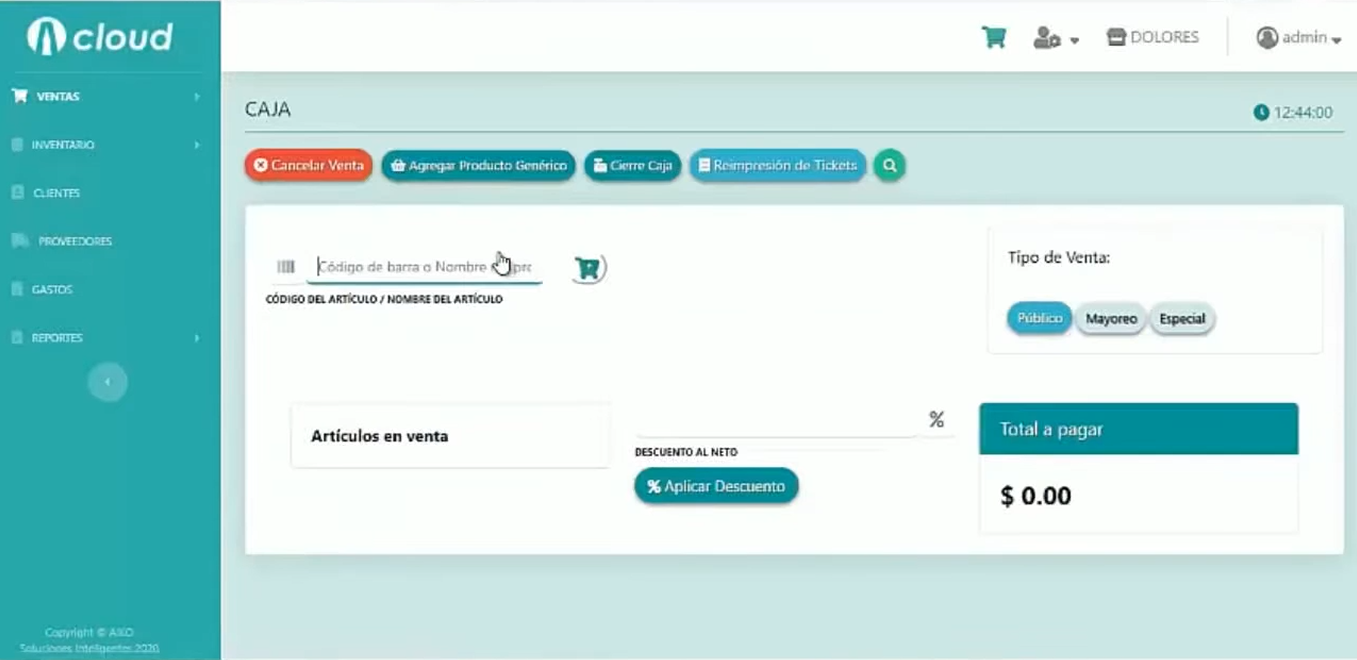 cloud
DOLORES
admin
VENTAS
INVENTARIO
CLIENTES
PROVEEDORES
GASTOS
REPORTES
CAJA
12:44:00
Cancelar Venta
Agregar Producto Genérico
Cierre Caja
Reimpresión de Tickets
Código de barra o Nombre
CÓDIGO DEL ARTÍCULO / NOMBRE DEL ARTÍCULO
Tipo de Venta:
Público Mayoreo Especial
Artículos en venta
%
DESCUENTO AL NETO
% Aplicar Descuento
Total a pagar
$ 0.00
Copyright ©
Soluciones Inteligentes 2020